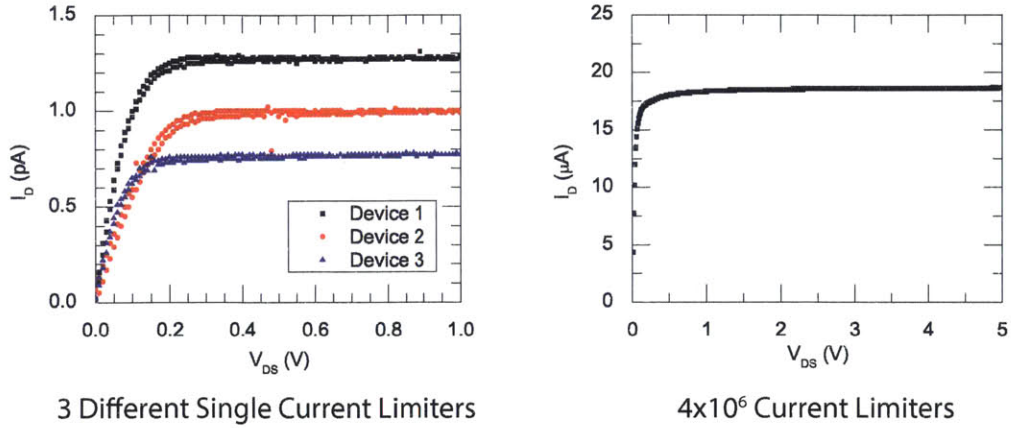 1.5
1.0
0.5
0.0
I_D (pA)
Device 1
Device 2
Device 3
0.0 0.2 0.4 0.6 0.8 1.0
V_DS (V)
3 Different Single Current Limiters
25
20
15
10
5
0
I_D (µA)
0 1 2 3 4 5
V_DS (V)
4x10⁶ Current Limiters